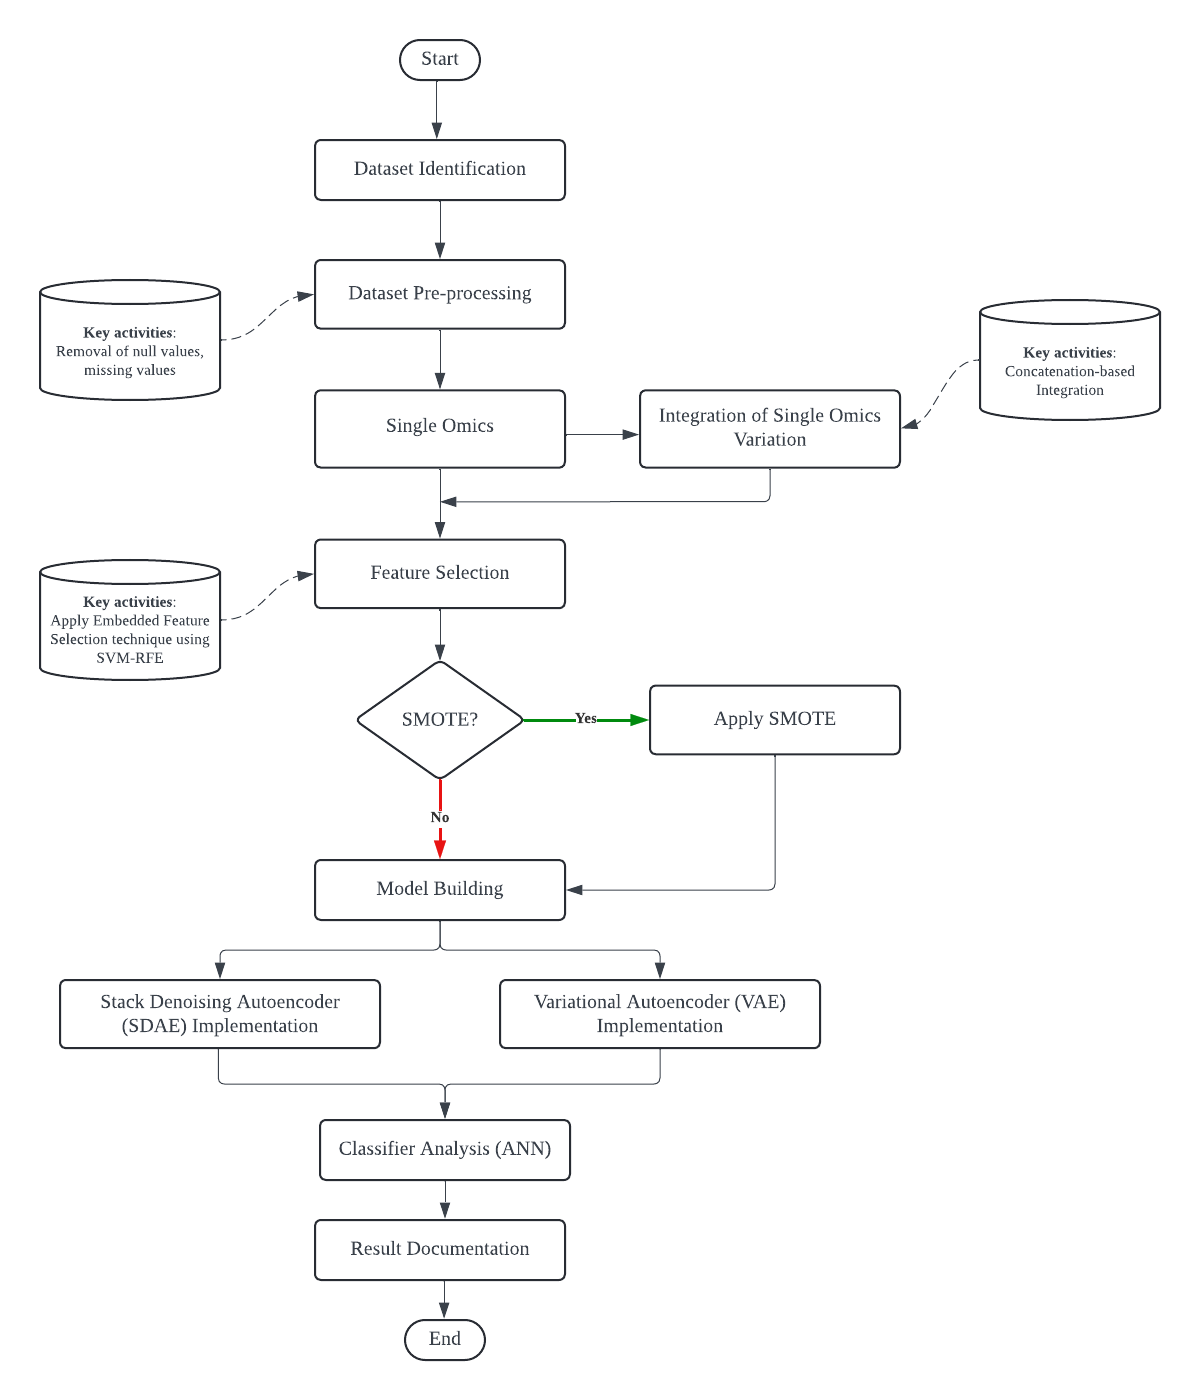 Start
Dataset Identification
Dataset Pre-processing
Key activities:
Removal of null values,
missing values
Key activities:
Concatenation-based
Integration
Single Omics
Integration of Single Omics
Variation
Feature Selection
Key activities:
Apply Embedded Feature
Selection technique using
SVM-RFE
SMOTE?
Yes
Apply SMOTE
No
Model Building
Stack Denoising Autoencoder
(SDAE) Implementation
Variational Autoencoder (VAE)
Implementation
Classifier Analysis (ANN)
Result Documentation
End